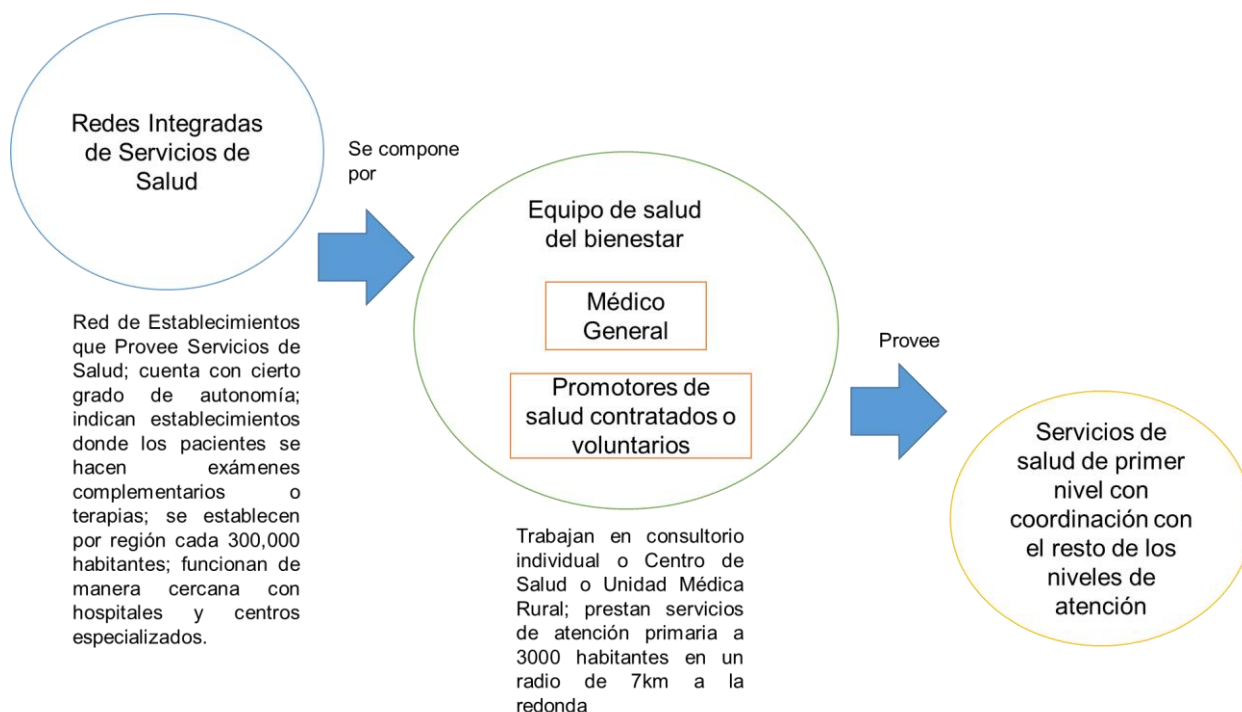 Redes Integradas
de Servicios de
Salud
Red de Establecimientos
que Provee Servicios de
Salud; cuenta con cierto
grado de autonomía;
indican establecimientos
donde los pacientes se
hacen exámenes
complementarios o
terapias; se establecen
por región cada 300,000
habitantes; funcionan de
manera cercana con
hospitales y centros
especializados.
Se compone
por
Equipo de salud
del bienestar
Médico
General
Promotores de
salud contratados o
voluntarios
Trabajan en consultorio
individual o Centro de
Salud o Unidad Médica
Rural; prestan servicios
de atención primaria a
3000 habitantes en un
radio de 7km a la
redonda
Provee
Servicios de
salud de primer
nivel con
coordinación con
el resto de los
niveles de
atención